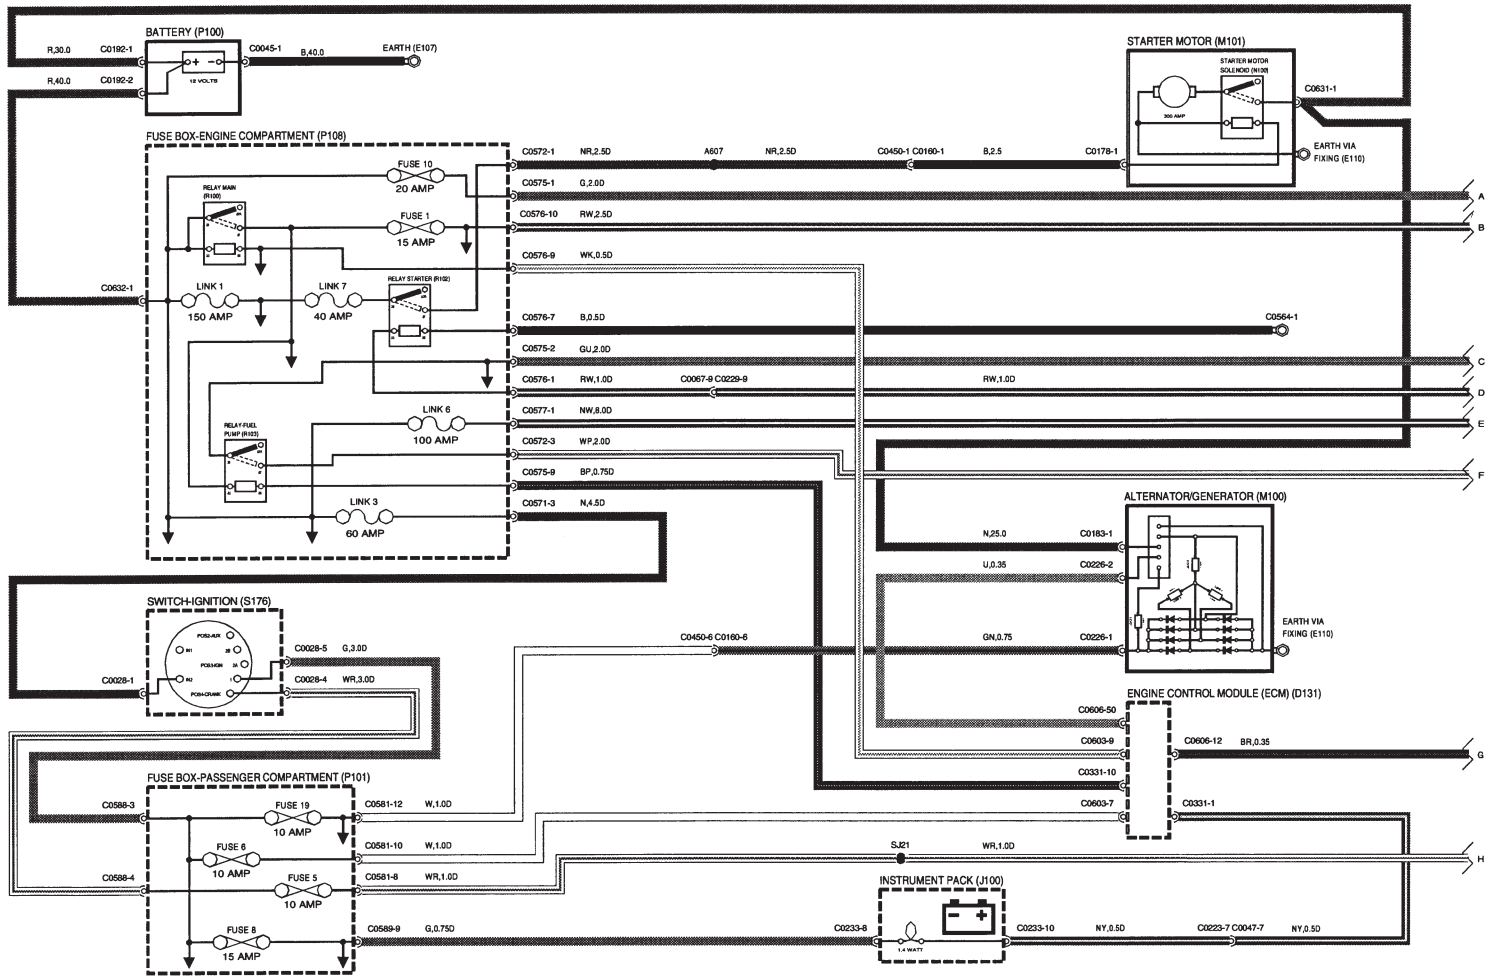 BATTERY (P100)
R,30.0 C0192-1
C0045-1 B,40.0 EARTH (E107)
R,40.0 C0192-2
+ -
12 VOLTS
STARTER MOTOR (M101)
STARTER MOTOR
SOLENOID (N100)
300 AMP
C0631-1
EARTH VIA
FIXING (E110)
FUSE BOX-ENGINE COMPARTMENT (P108)
C0572-1 NR,2.5D A607 NR,2.5D C0450-1 C0160-1 B,2.5 C0178-1
FUSE 10
20 AMP
C0575-1 G,2.0D A
RELAY MAIN
(R100)
FUSE 1
15 AMP
C0576-10 RW,2.5D B
C0576-9 WK,0.5D
RELAY STARTER (R102)
C0632-1
LINK 1
150 AMP
LINK 7
40 AMP
C0576-7 B,0.5D C0564-1
C0575-2 GU,2.0D C
C0576-1 RW,1.0D C0067-9 C0229-9 RW,1.0D D
LINK 6
100 AMP
C0577-1 NW,6.0D E
RELAY-FUEL
PUMP (R103)
C0572-3 WP,2.0D F
C0575-9 BP,0.75D
LINK 3
60 AMP
C0571-3 N,4.5D
ALTERNATOR/GENERATOR (M100)
N,25.0 C0183-1
U,0.35 C0226-2
GN,0.75 C0226-1
EARTH VIA
FIXING (E110)
SWITCH-IGNITION (S176)
POS2-AUX
IN1 2B
POS3-IGN 2A
IN2 1
POS4-CRANK
C0028-5 G,3.0D
C0028-1
C0028-4 WR,3.0D
C0450-6 C0160-6
ENGINE CONTROL MODULE (ECM) (D131)
C0606-50
C0603-9
C0606-12 BR,0.35 G
C0331-10
C0603-7
C0331-1
FUSE BOX-PASSENGER COMPARTMENT (P101)
C0588-3
FUSE 19
10 AMP
C0581-12 W,1.0D
FUSE 6
10 AMP
C0581-10 W,1.0D
C0588-4
FUSE 5
10 AMP
C0581-8 WR,1.0D SJ21 WR,1.0D H
FUSE 8
15 AMP
C0589-9 G,0.75D C0233-8
INSTRUMENT PACK (J100)
- +
1.4 WATT
C0233-10 NY,0.5D C0223-7 C0047-7 NY,0.5D